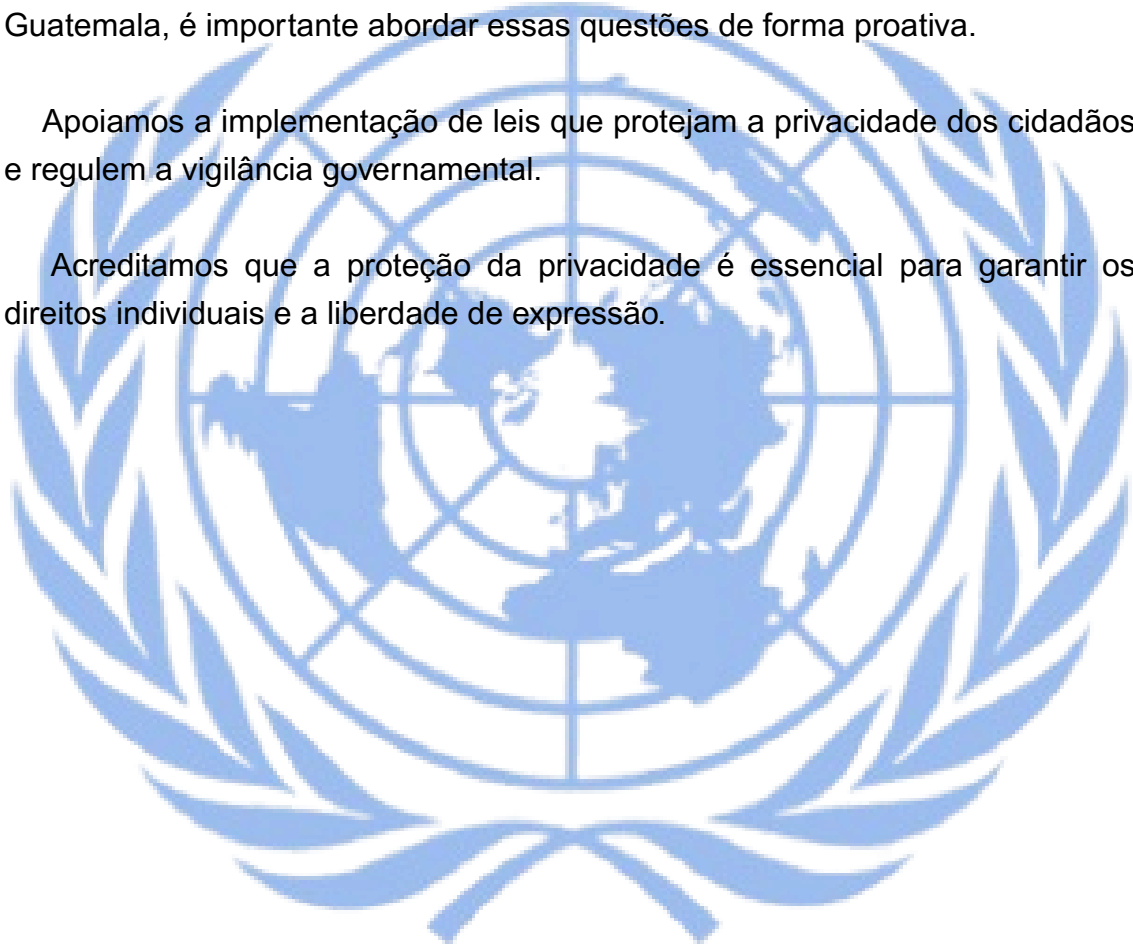 Guatemala, é importante abordar essas questões de forma proativa.
Apoiamos a implementação de leis que protejam a privacidade dos cidadãos
e regulem a vigilância governamental.
Acreditamos que a proteção da privacidade é essencial para garantir os
direitos individuais e a liberdade de expressão.